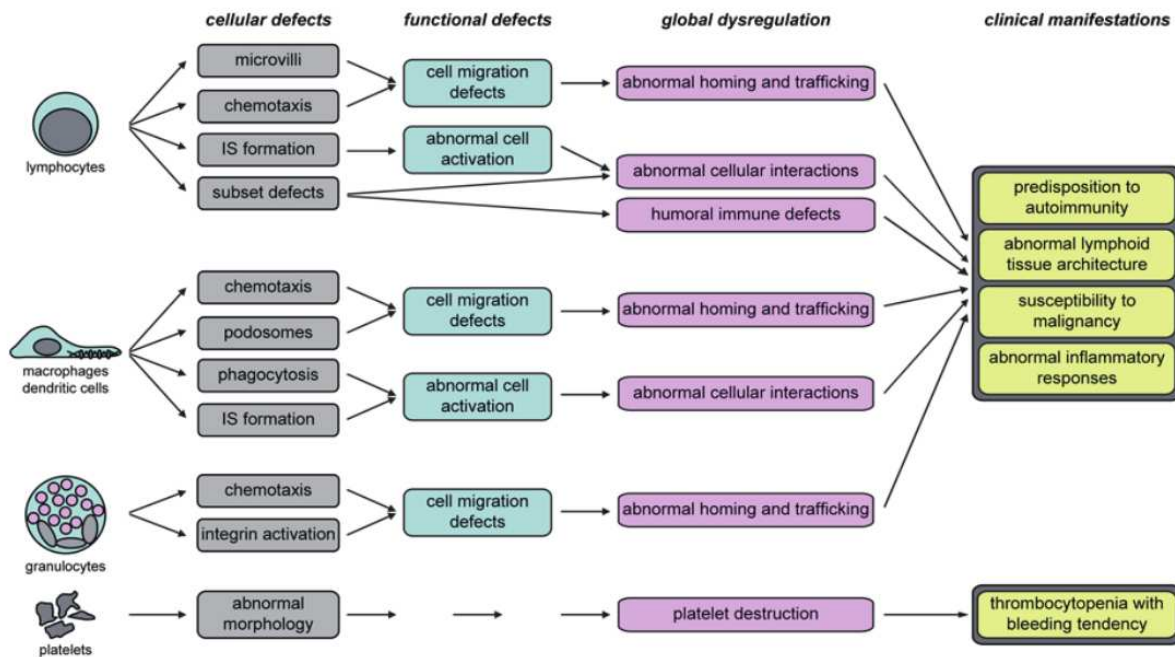 cellular defects
functional defects
global dysregulation
clinical manifestations
lymphocytes
microvilli
chemotaxis
IS formation
subset defects
cell migration
defects
abnormal cell
activation
abnormal homing and trafficking
abnormal cellular interactions
humoral immune defects
macrophages
dendritic cells
chemotaxis
podosomes
phagocytosis
IS formation
cell migration
defects
abnormal cell
activation
abnormal homing and trafficking
abnormal cellular interactions
granulocytes
chemotaxis
integrin activation
cell migration
defects
abnormal homing and trafficking
predisposition to
autoimmunity
abnormal lymphoid
tissue architecture
susceptibility to
malignancy
abnormal inflammatory
responses
platelets
abnormal
morphology
platelet destruction
thrombocytopenia with
bleeding tendency